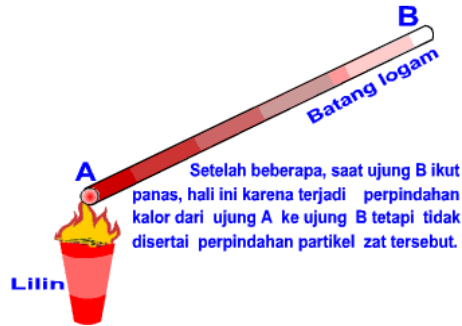 B
Batang logam
A
Setelah beberapa, saat ujung B ikut
panas, hali ini karena terjadi perpindahan
kalor dari ujung A ke ujung B tetapi tidak
disertai perpindahan partikel zat tersebut.
Lilin